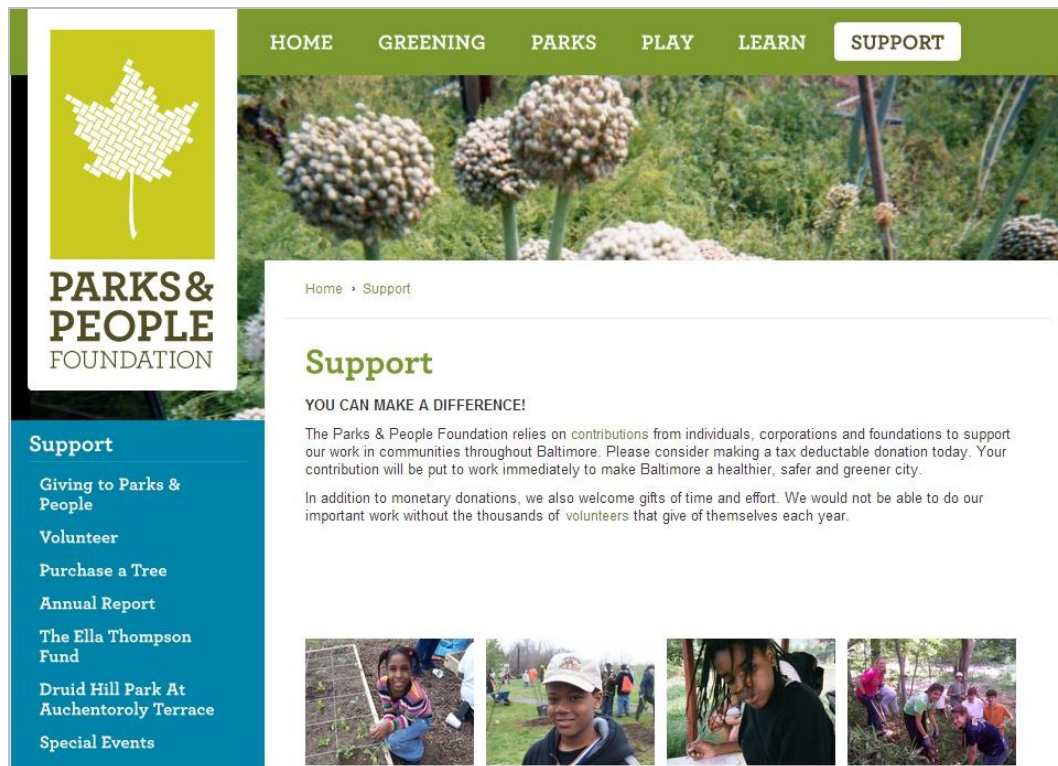 HOME GREENING PARKS PLAY LEARN SUPPORT
PARKS &
PEOPLE
FOUNDATION
Home › Support
Support
YOU CAN MAKE A DIFFERENCE!
The Parks & People Foundation relies on contributions from individuals, corporations and foundations to support
our work in communities throughout Baltimore. Please consider making a tax deductable donation today. Your
contribution will be put to work immediately to make Baltimore a healthier, safer and greener city.
In addition to monetary donations, we also welcome gifts of time and effort. We would not be able to do our
important work without the thousands of volunteers that give of themselves each year.
Support
Giving to Parks &
People
Volunteer
Purchase a Tree
Annual Report
The Ella Thompson
Fund
Druid Hill Park At
Auchentoroly Terrace
Special Events